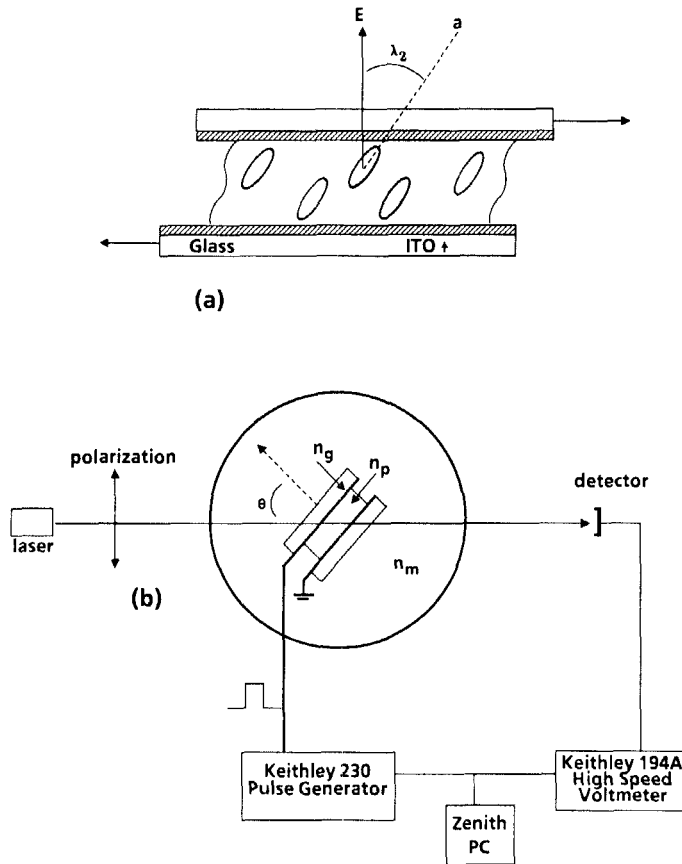 E
a
λ2
Glass
ITO +
(a)
polarization
θ
ng
np
nm
detector
laser
(b)
Keithley 230
Pulse Generator
Keithley 194A
High Speed
Voltmeter
Zenith
PC